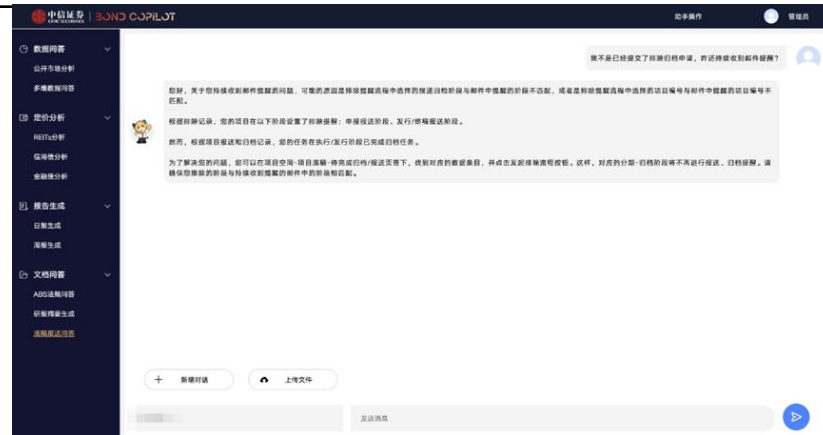 中信证券 BOND COPILOT
CITIC SECURITIES
助手操作
管理员
数据问答
公开市场分析
多维数据问答
定价分析
REITs分析
信用债分析
金融债分析
报告生成
日报生成
周报生成
文档问答
ABS法规问答
研报摘要生成
底稿报送问答
我不是已经提交了排除归档申请，咋还持续收到邮件提醒？
您好，关于您持续收到邮件提醒的问题，可能的原因是排除提醒流程中选择的报送归档阶段与邮件中提醒的阶段不匹配，或者是排除提醒流程中选择的项目编号与邮件中提醒的项目编号不
匹配。
根据排除记录，您的项目在以下阶段设置了排除提醒：申报报送阶段、发行/终稿报送阶段。
然而，根据项目报送和归档记录，您的任务在执行/发行阶段已完成归档任务。
为了解决您的问题，您可以在项目空间-项目底稿-待完成归档/报送页签下，找到对应的数据条目，并点击发起排除流程按钮。这样，对应的分期-归档阶段将不再进行报送、归档提醒。请
确保您排除的阶段与持续收到提醒的邮件中的阶段相匹配。
新增对话
上传文件
发送消息